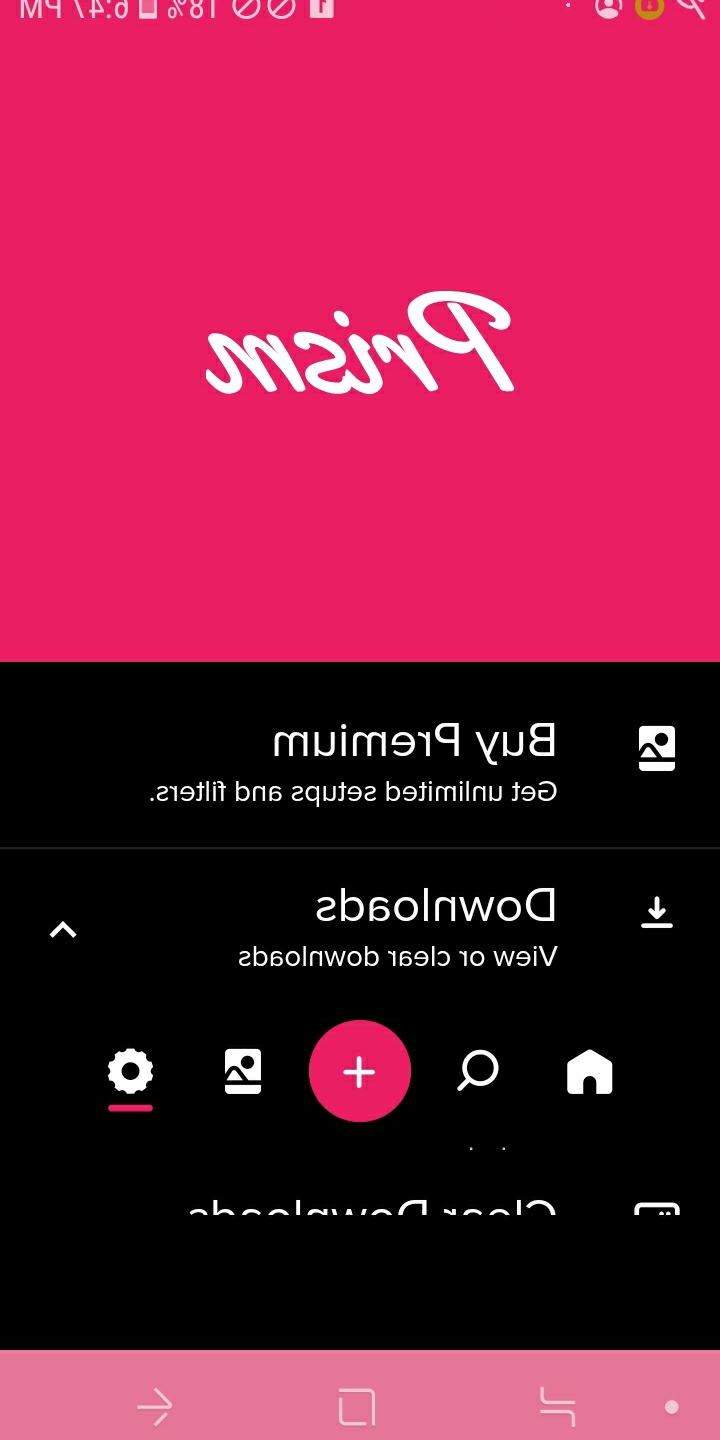 6:47 PM 18%
Prism
Buy Premium
Get unlimited setups and filters.
Downloads
View or clear downloads
Clear Downloads